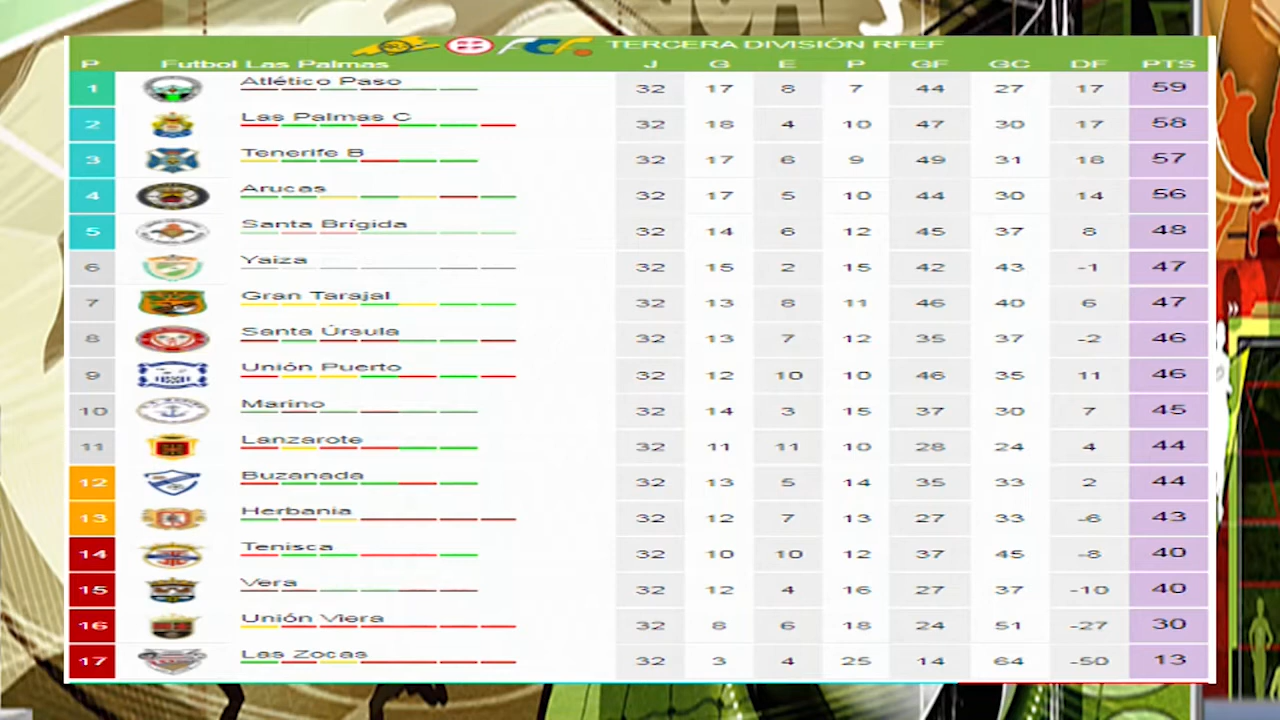 TERCERA DIVISIÓN RFEF
P Futbol Las Palmas J G E P GF GC DF PTS
1 Atlético Paso 32 17 8 7 44 27 17 59
2 Las Palmas C 32 18 4 10 47 30 17 58
3 Tenerife B 32 17 6 9 49 31 18 57
4 Arucas 32 17 5 10 44 30 14 56
5 Santa Brígida 32 14 6 12 45 37 8 48
6 Yaiza 32 15 2 15 42 43 -1 47
7 Gran Tarajal 32 13 8 11 46 40 6 47
8 Santa Úrsula 32 13 7 12 35 37 -2 46
9 Unión Puerto 32 12 10 10 46 35 11 46
10 Marino 32 14 3 15 37 30 7 45
11 Lanzarote 32 11 11 10 28 24 4 44
12 Buzanada 32 13 5 14 35 33 2 44
13 Herbania 32 12 7 13 27 33 -6 43
14 Tenisca 32 10 10 12 37 45 -8 40
15 Vera 32 12 4 16 27 37 -10 40
16 Unión Viera 32 8 6 18 24 51 -27 30
17 Las Zocas 32 3 4 25 14 64 -50 13